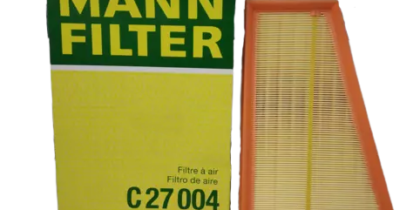 MANN
FILTER
Filtre à air
Filtro de aire
C 27 004